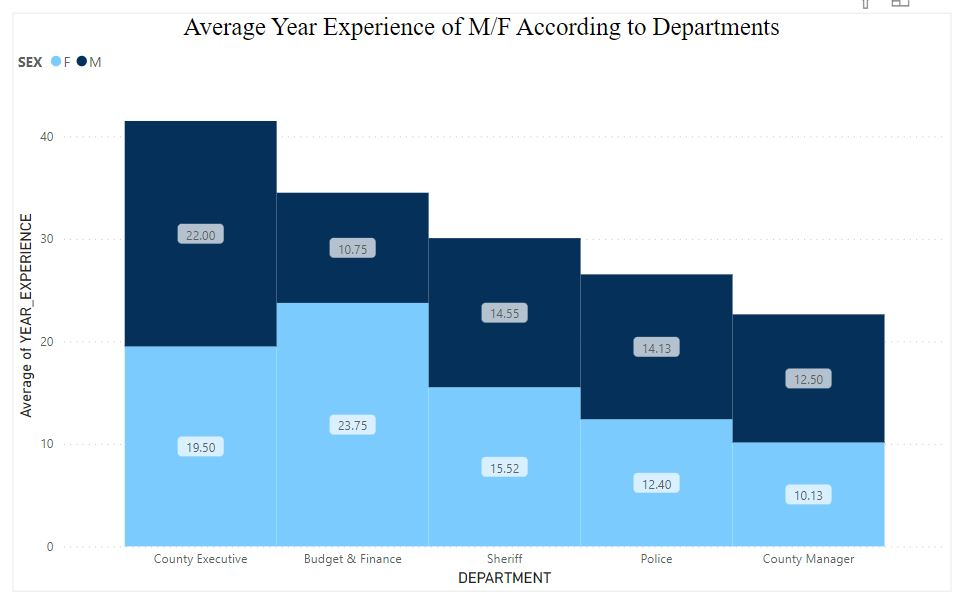 Average Year Experience of M/F According to Departments
SEX F M
Average of YEAR_EXPERIENCE
40
30
20
10
0
22.00
10.75
14.55
14.13
12.50
19.50
23.75
15.52
12.40
10.13
County Executive
Budget & Finance
Sheriff
Police
County Manager
DEPARTMENT